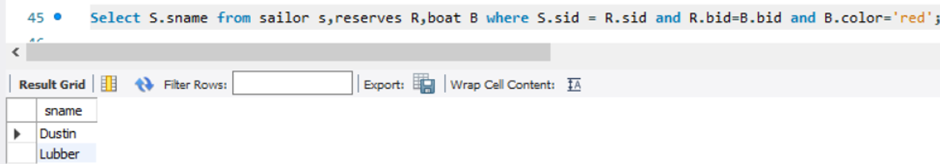 45 Select S.sname from sailor s,reserves R,boat B where S.sid = R.sid and R.bid=B.bid and B.color='red';
Result Grid Filter Rows: Export: Wrap Cell Content: IA
sname
Dustin
Lubber